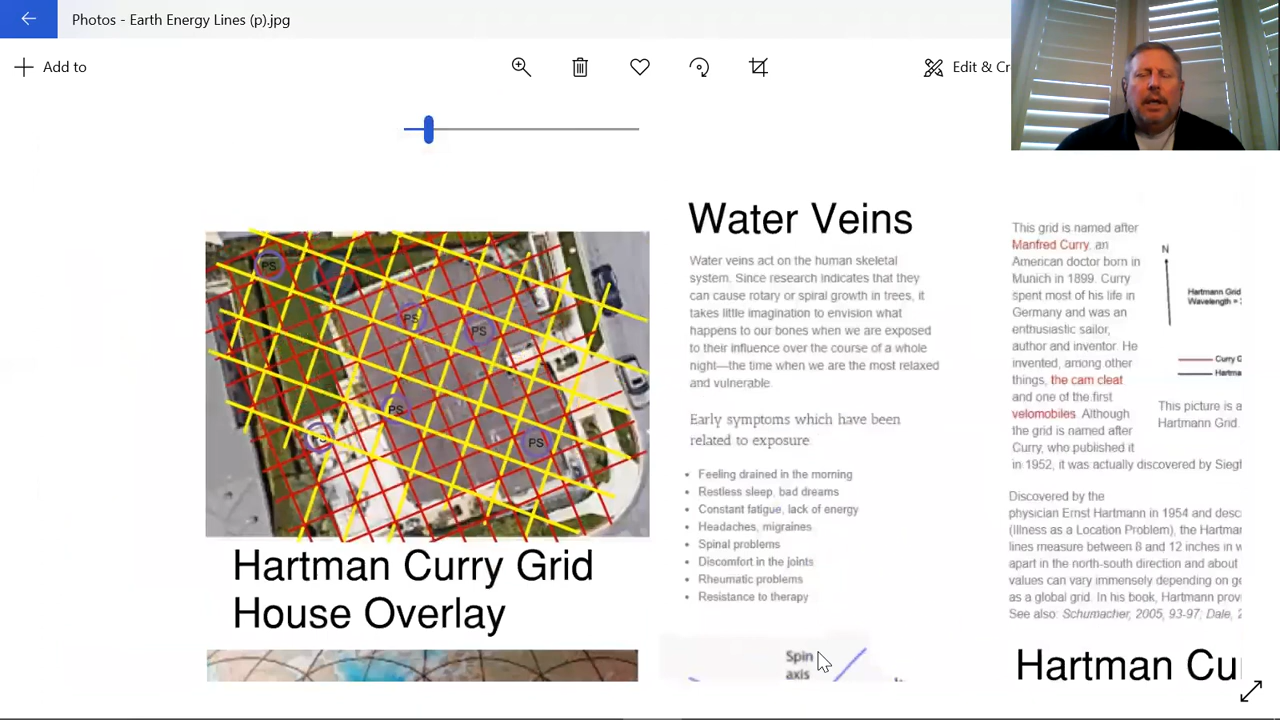 Photos - Earth Energy Lines (p).jpg
Add to
Edit & Cr
PS
PS
PS
PS
PS
Hartman Curry Grid
House Overlay
Water Veins
Water veins act on the human skeletal
system. Since research indicates that they
can cause rotary or spiral growth in trees, it
takes little imagination to envision what
happens to our bones when we are exposed
to their influence over the course of a whole
night—the time when we are the most relaxed
and vulnerable.
Early symptoms which have been
related to exposure
• Feeling drained in the morning
• Restless sleep, bad dreams
• Constant fatigue, lack of energy
• Headaches, migraines
• Spinal problems
• Discomfort in the joints
• Rheumatic problems
• Resistance to therapy
Spin
axis
This grid is named after
Manfred Curry, an
American doctor born in
Munich in 1899. Curry
spent most of his life in
Germany and was an
enthusiastic sailor,
author and inventor. He
invented, among other
things, the cam cleat
and one of the first
velomobiles. Although
the grid is named after
Curry, who published it
in 1952, it was actually discovered by Siegf
N
Hartmann Grid
Wavelength =
Curry G
Hartma
This picture is a
Hartmann Grid.
Discovered by the
physician Ernst Hartmann in 1954 and desc
(Illness as a Location Problem), the Hartmar
lines measure between 8 and 12 inches in w
apart in the north-south direction and about
values can vary immensely depending on ge
as a global grid. In his book, Hartmann prov
See also: Schumacher, 2005, 93-97; Dale, 2
Hartman Cu